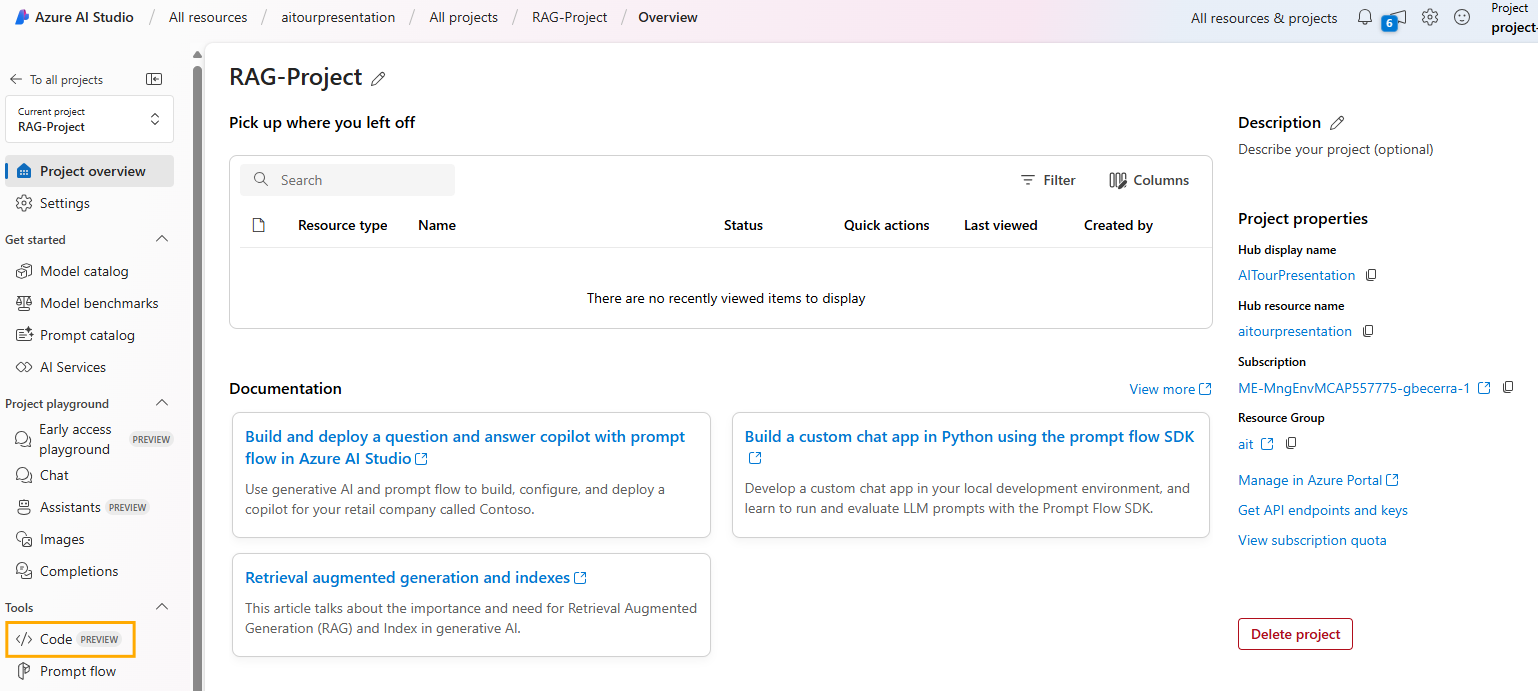 Azure AI Studio / All resources / aitourpresentation / All projects / RAG-Project / Overview
All resources & projects
6
Project
project-
To all projects
Current project
RAG-Project
Project overview
Settings
Get started
Model catalog
Model benchmarks
Prompt catalog
AI Services
Project playground
Early access
playground
PREVIEW
Chat
Assistants PREVIEW
Images
Completions
Tools
Code PREVIEW
Prompt flow
RAG-Project
Pick up where you left off
Search
Filter
Columns
Resource type Name Status Quick actions Last viewed Created by
There are no recently viewed items to display
Documentation
View more
Build and deploy a question and answer copilot with prompt
flow in Azure AI Studio
Use generative AI and prompt flow to build, configure, and deploy a
copilot for your retail company called Contoso.
Build a custom chat app in Python using the prompt flow SDK
Develop a custom chat app in your local development environment, and
learn to run and evaluate LLM prompts with the Prompt Flow SDK.
Retrieval augmented generation and indexes
This article talks about the importance and need for Retrieval Augmented
Generation (RAG) and Index in generative AI.
Description
Describe your project (optional)
Project properties
Hub display name
AITourPresentation
Hub resource name
aitourpresentation
Subscription
ME-MngEnvMCAP557775-gbecerra-1
Resource Group
ait
Manage in Azure Portal
Get API endpoints and keys
View subscription quota
Delete project